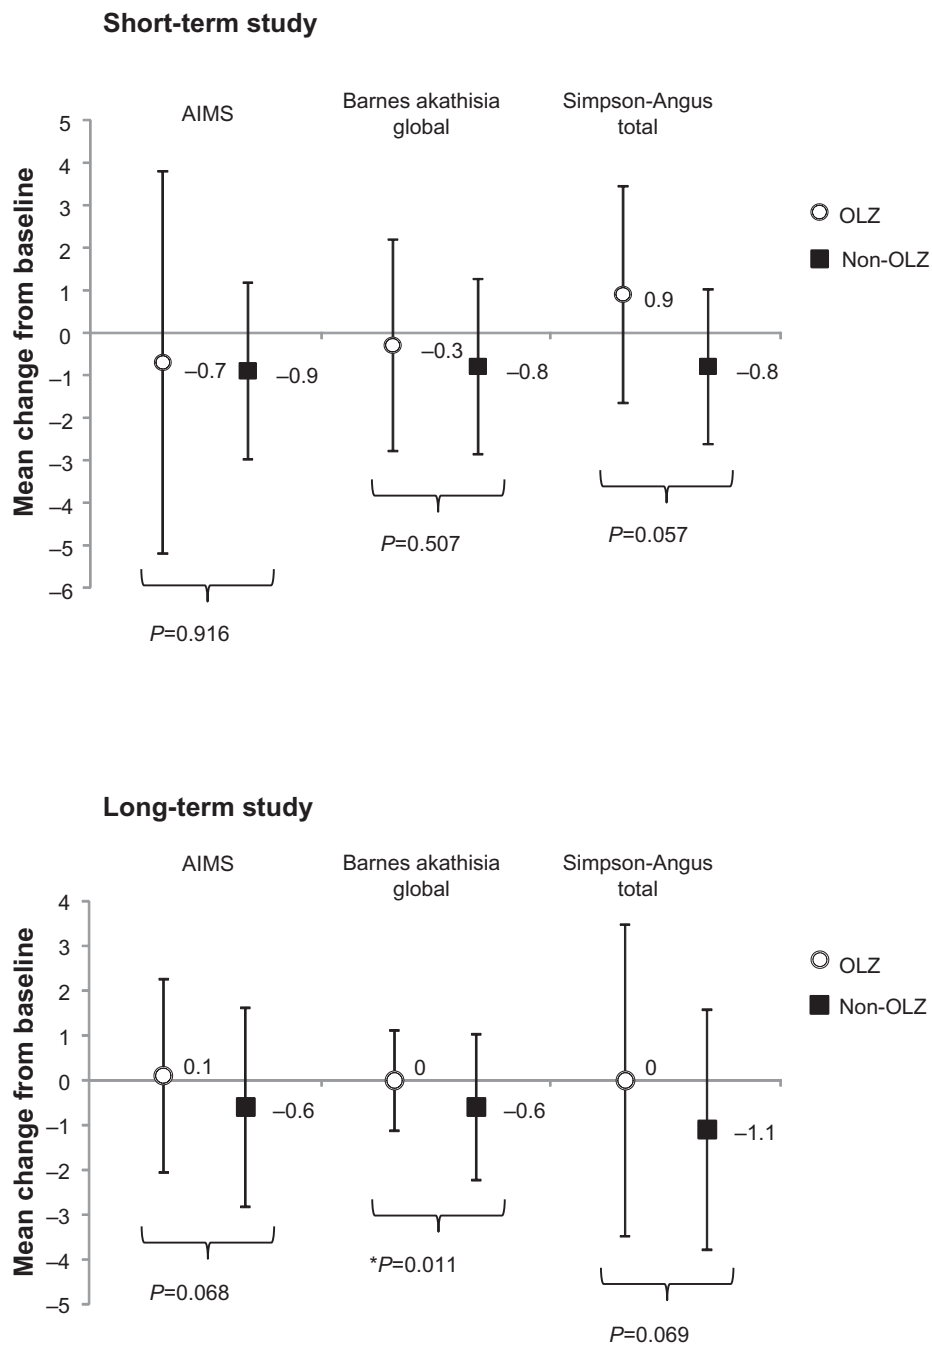 Short-term study
AIMS
Barnes akathisia
global
Simpson-Angus
total
Mean change from baseline
5
4
3
2
1
0
–1
–2
–3
–4
–5
–6
–0.7
–0.9
–0.3
–0.8
0.9
–0.8
P=0.916
P=0.507
P=0.057
OLZ
Non-OLZ
Long-term study
AIMS
Barnes akathisia
global
Simpson-Angus
total
Mean change from baseline
4
3
2
1
0
–1
–2
–3
–4
–5
0.1
–0.6
0
–0.6
0
–1.1
P=0.068
*P=0.011
P=0.069
OLZ
Non-OLZ